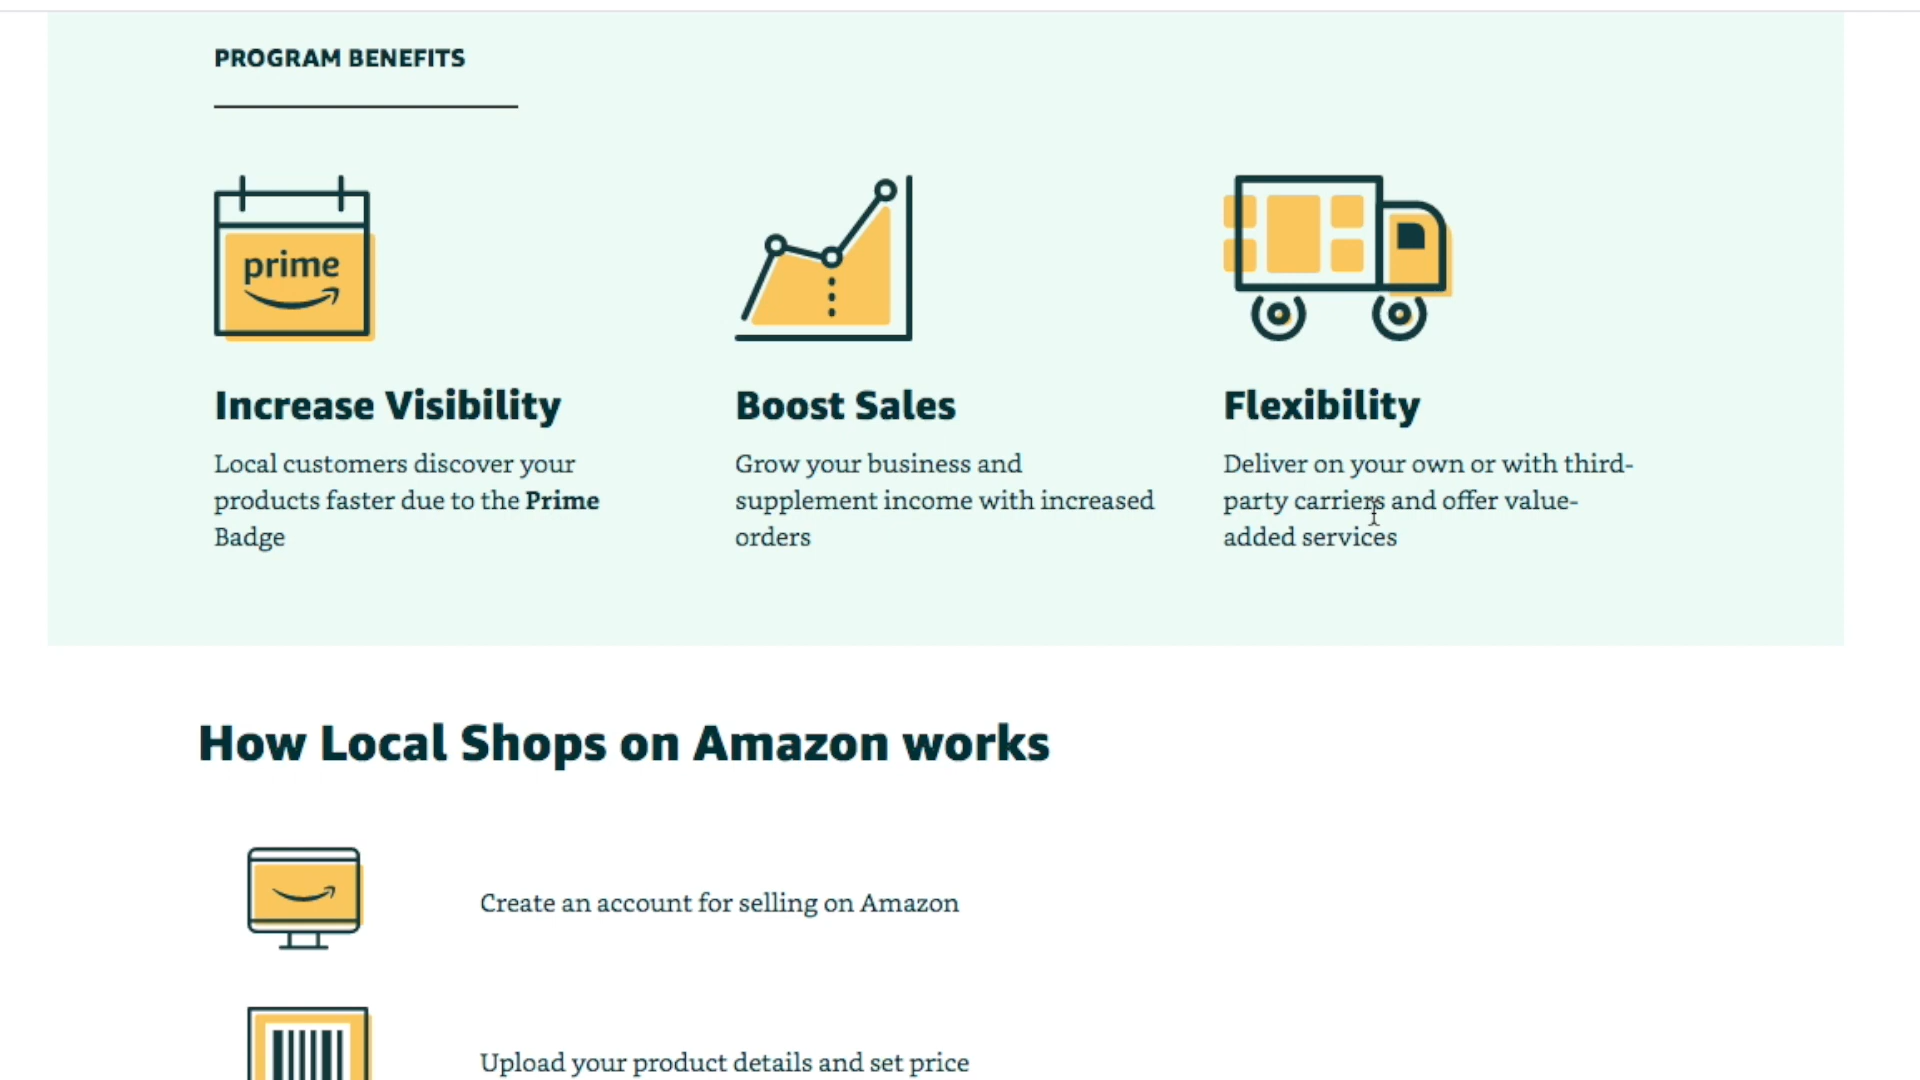 PROGRAM BENEFITS
prime
Increase Visibility
Local customers discover your
products faster due to the Prime
Badge
Boost Sales
Grow your business and
supplement income with increased
orders
Flexibility
Deliver on your own or with third-
party carriers and offer value-
added services
How Local Shops on Amazon works
Create an account for selling on Amazon
Upload your product details and set price